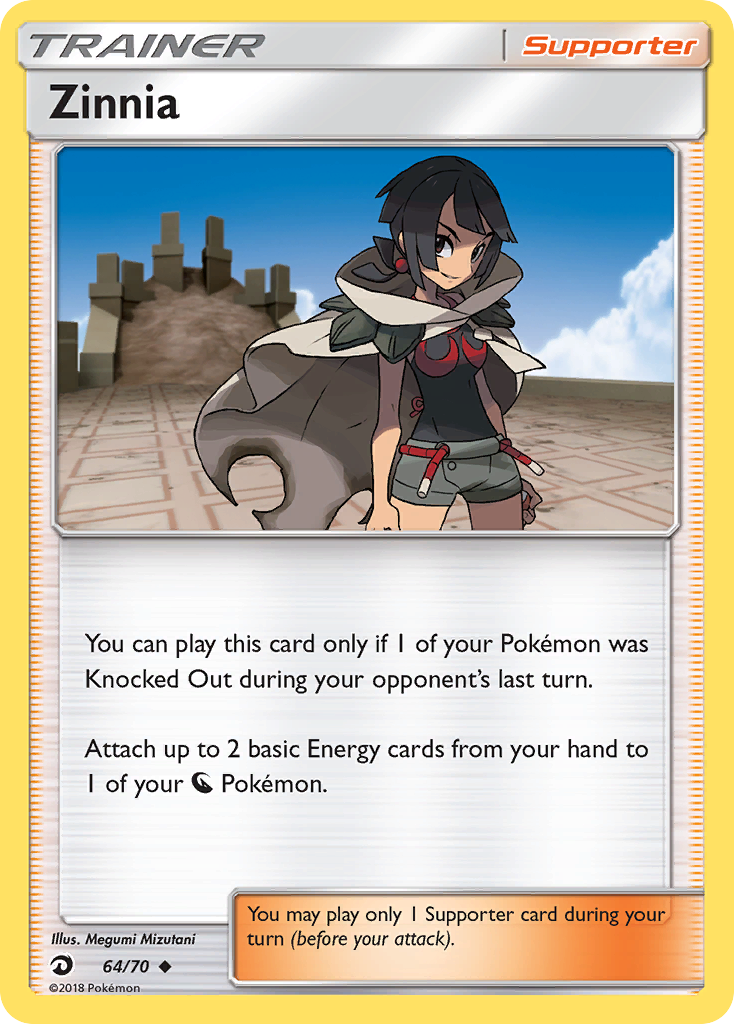 TRAINER
Supporter
Zinnia
You can play this card only if 1 of your Pokémon was
Knocked Out during your opponent's last turn.
Attach up to 2 basic Energy cards from your hand to
1 of your Pokémon.
You may play only 1 Supporter card during your
turn (before your attack).
Illus. Megumi Mizutani
64/70
©2018 Pokémon